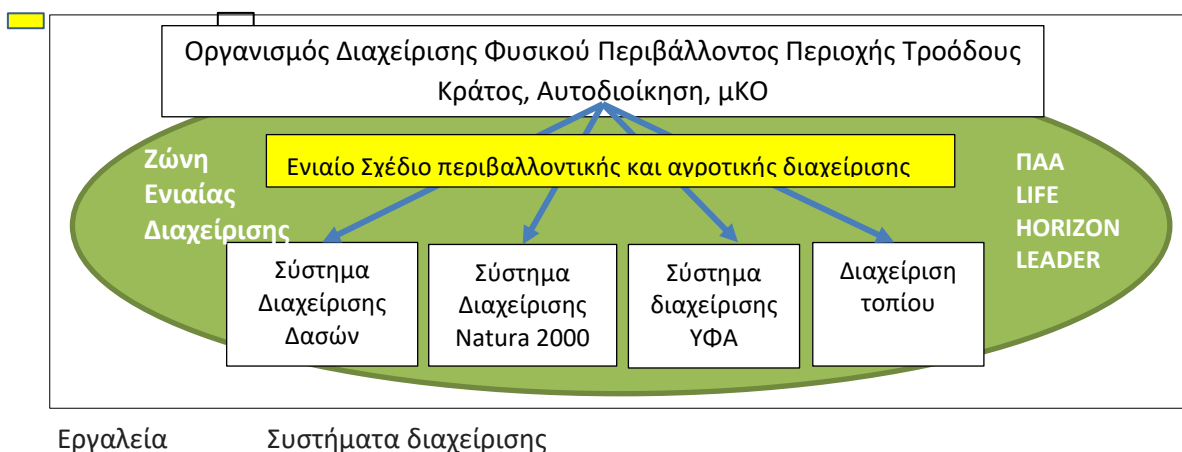 Οργανισμός Διαχείρισης Φυσικού Περιβάλλοντος Περιοχής Τροόδους
Κράτος, Αυτοδιοίκηση, μΚΟ
Ζώνη
Ενιαίας
Διαχείρισης
Ενιαίο Σχέδιο περιβαλλοντικής και αγροτικής διαχείρισης
ΠΑΑ
LIFE
HORIZON
LEADER
Σύστημα
Διαχείρισης
Δασών
Σύστημα
Διαχείρισης
Natura 2000
Σύστημα
διαχείρισης
ΥΦΑ
Διαχείριση
τοπίου
Εργαλεία
Συστήματα διαχείρισης